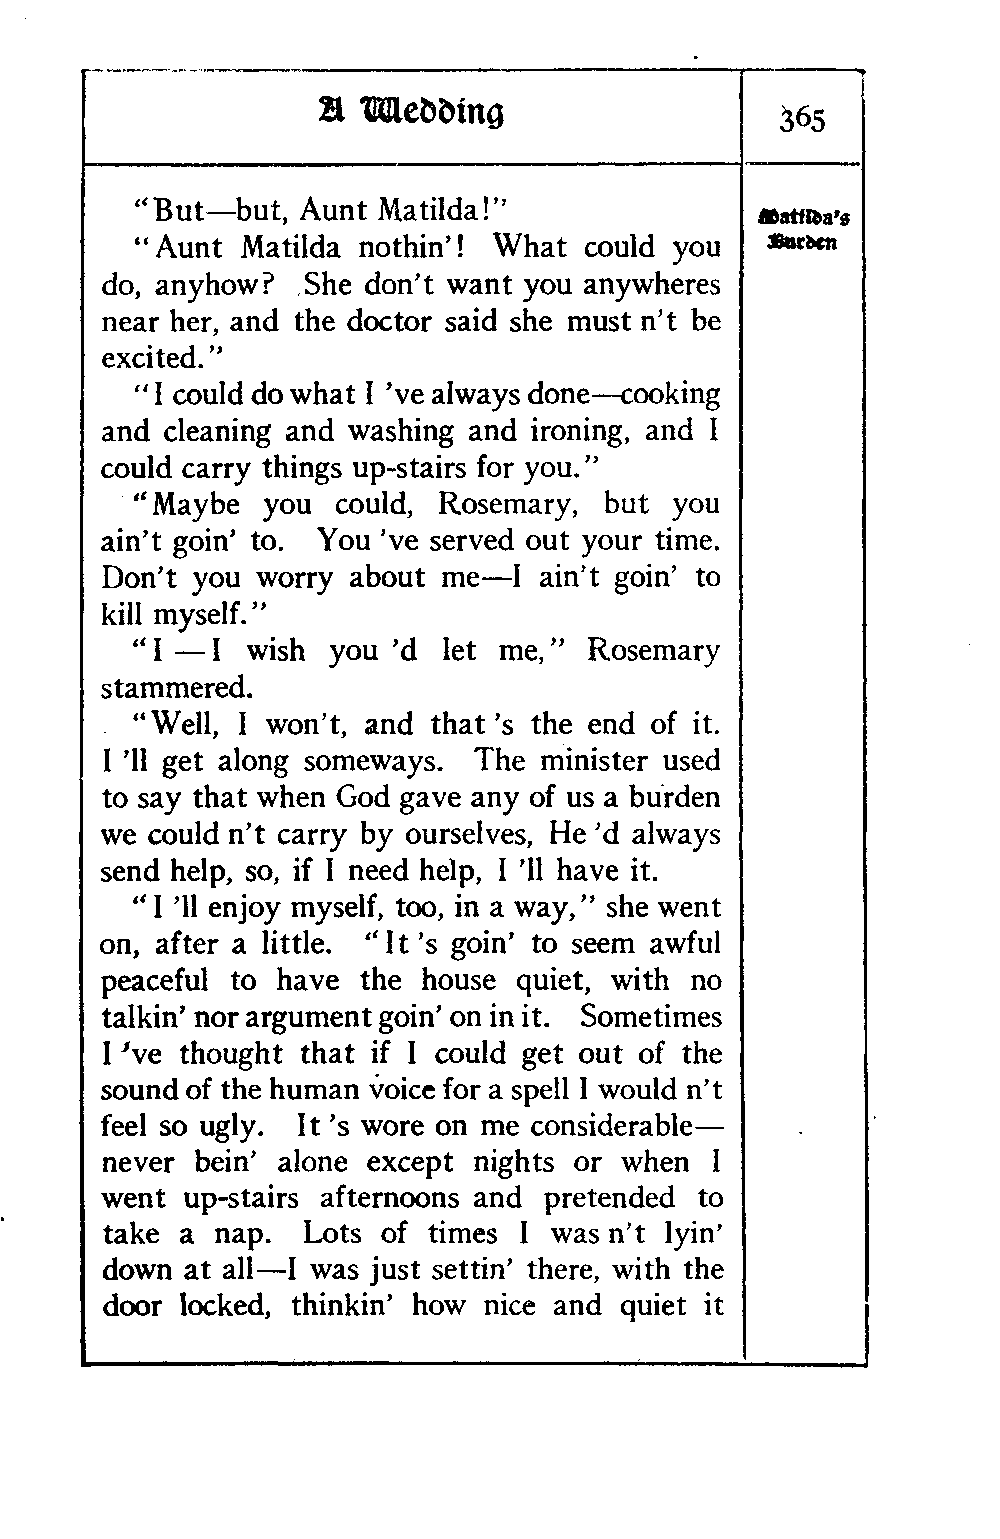 A Wedding
365
Matilda's
Burden
"But—but, Aunt Matilda!"
"Aunt Matilda nothin'! What could you
do, anyhow? She don't want you anywheres
near her, and the doctor said she must n't be
excited."
"I could do what I 've always done—cooking
and cleaning and washing and ironing, and I
could carry things up-stairs for you."
"Maybe you could, Rosemary, but you
ain't goin' to. You 've served out your time.
Don't you worry about me—I ain't goin' to
kill myself."
"I — I wish you 'd let me," Rosemary
stammered.
"Well, I won't, and that 's the end of it.
I 'll get along someways. The minister used
to say that when God gave any of us a burden
we could n't carry by ourselves, He 'd always
send help, so, if I need help, I 'll have it.
"I 'll enjoy myself, too, in a way," she went
on, after a little. "It 's goin' to seem awful
peaceful to have the house quiet, with no
talkin' nor argument goin' on in it. Sometimes
I 've thought that if I could get out of the
sound of the human voice for a spell I would n't
feel so ugly. It 's wore on me considerable—
never bein' alone except nights or when I
went up-stairs afternoons and pretended to
take a nap. Lots of times I was n't lyin'
down at all—I was just settin' there, with the
door locked, thinkin' how nice and quiet it